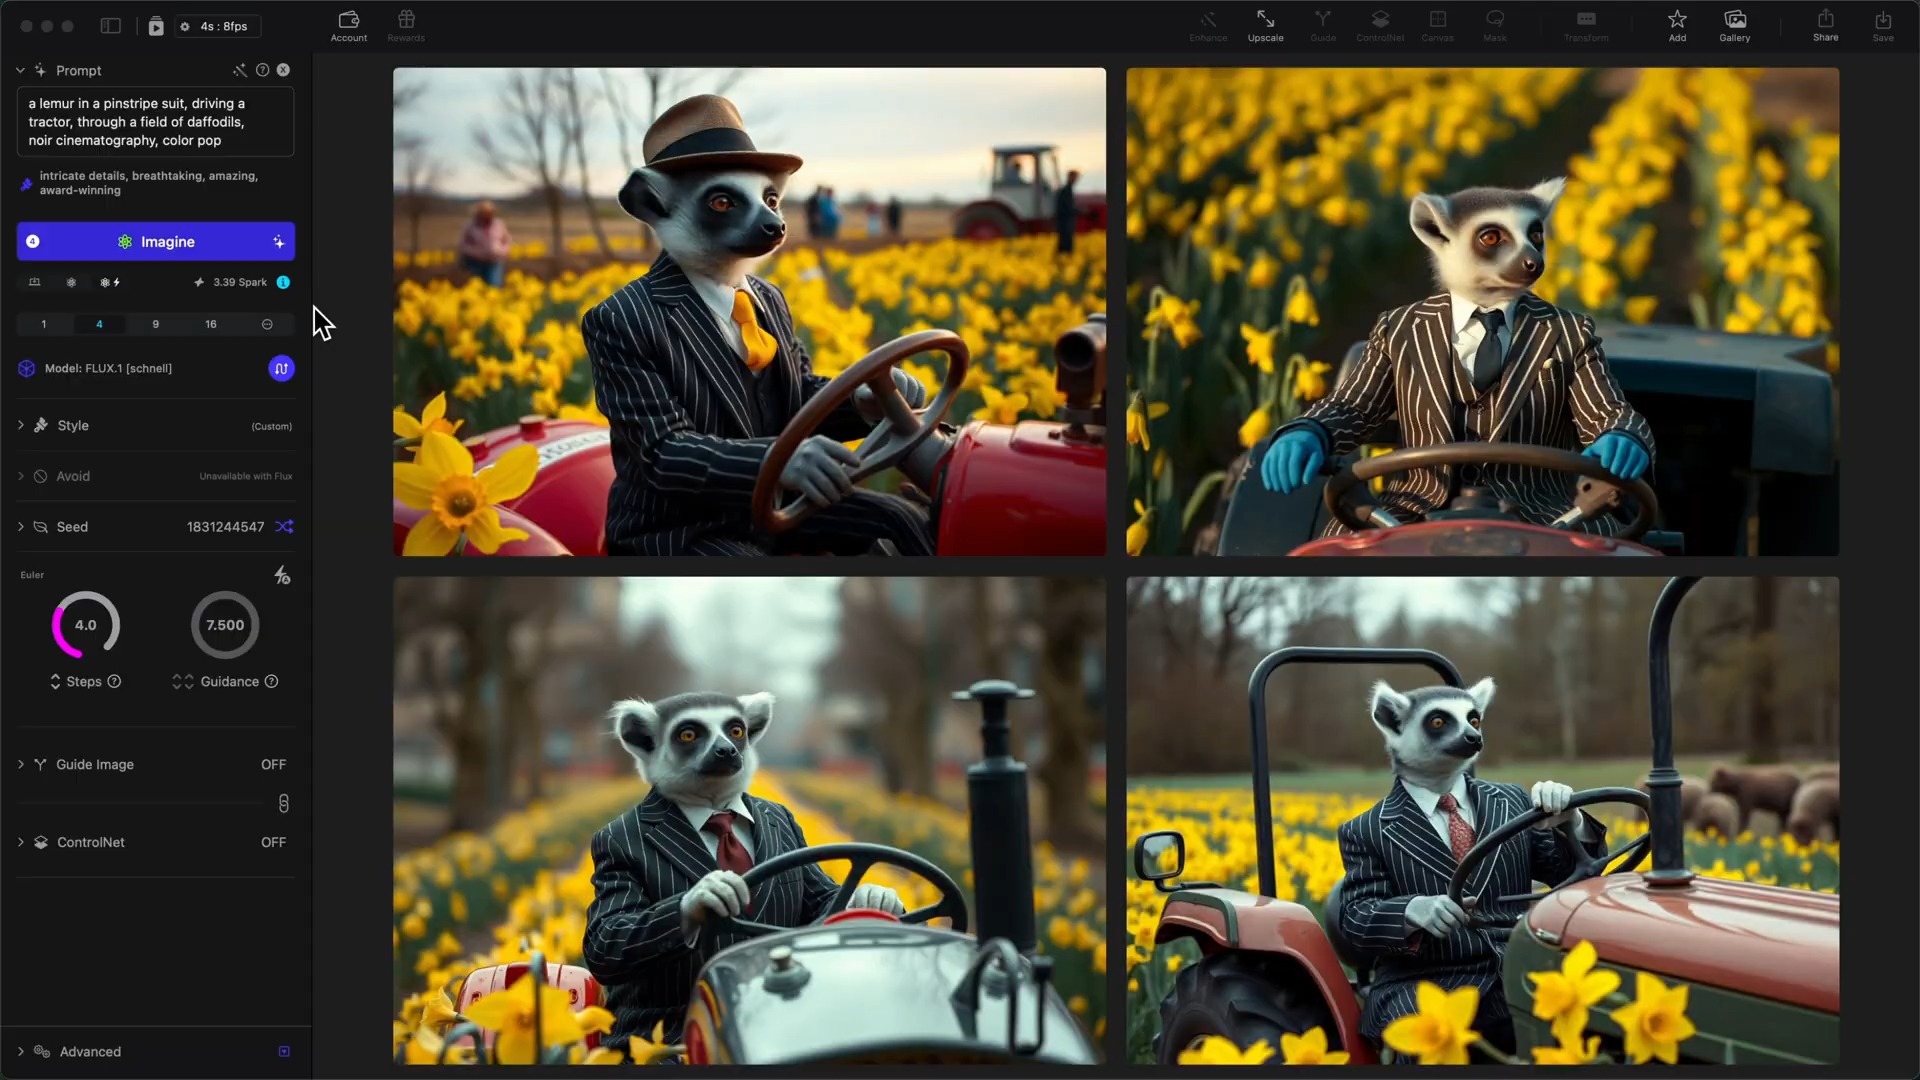 4s : 8fps
Account
Rewards
Enhance
Upscale
Guide
ControlNet
Canvas
Mask
Transform
Add
Gallery
Share
Save
Prompt
a lemur in a pinstripe suit, driving a
tractor, through a field of daffodils,
noir cinematography, color pop
intricate details, breathtaking, amazing,
award-winning
4
Imagine
3.39 Spark
1
4
9
16
Model: FLUX.1 [schnell]
Style
(Custom)
Avoid
Unavailable with Flux
Seed
1831244547
Euler
4.0
7.500
Steps
Guidance
Guide Image
OFF
ControlNet
OFF
Advanced